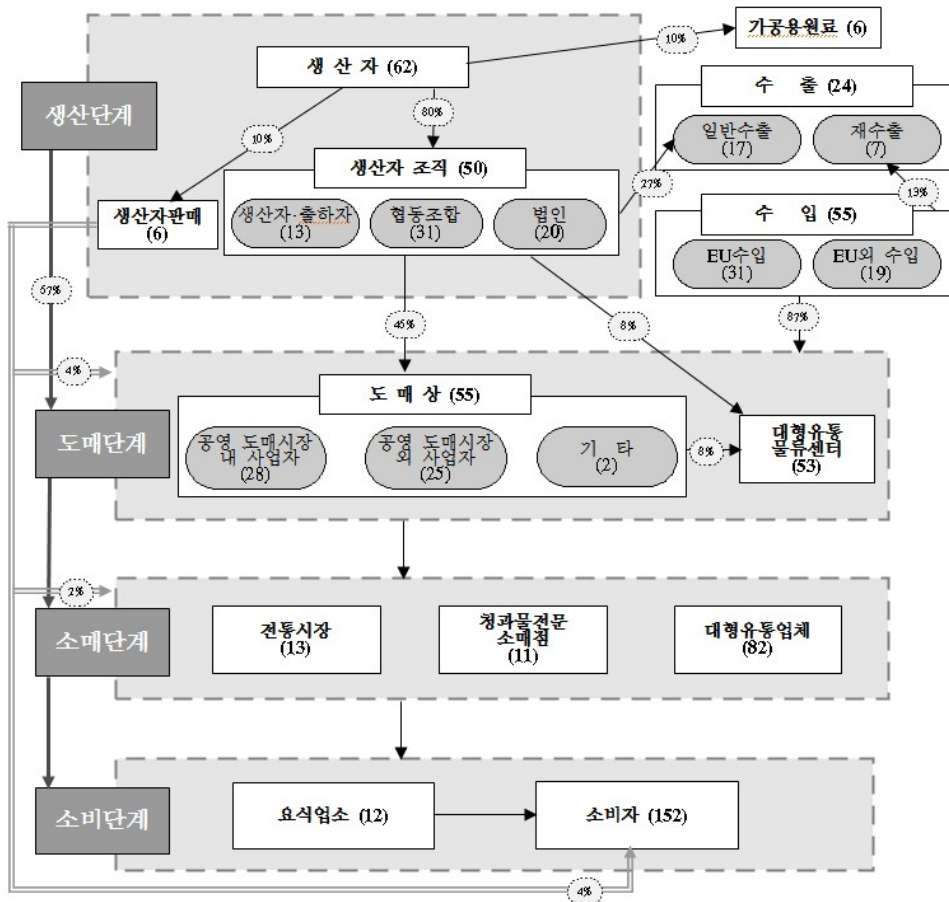 가공용원료 (6)
10%
생 산 자 (62)
수 출 (24)
생산단계
80%
일반수출
(17)
재수출
(7)
10%
생산자 조직 (50)
27%
13%
생산자판매
(6)
생산자·출하자
(13)
협동조합
(31)
법인
(20)
수 입 (55)
EU수입
(31)
EU외 수입
(19)
67%
45%
8%
87%
4%
도 매 상 (55)
도매단계
공영 도매시장
내 사업자
(28)
공영 도매시장
외 사업자
(25)
기 타
(2)
8%
대형유통
물류센터
(53)
2%
소매단계
전통시장
(13)
청과물전문
소매점
(11)
대형유통업체
(82)
소비단계
요식업소 (12)
소비자 (152)
4%